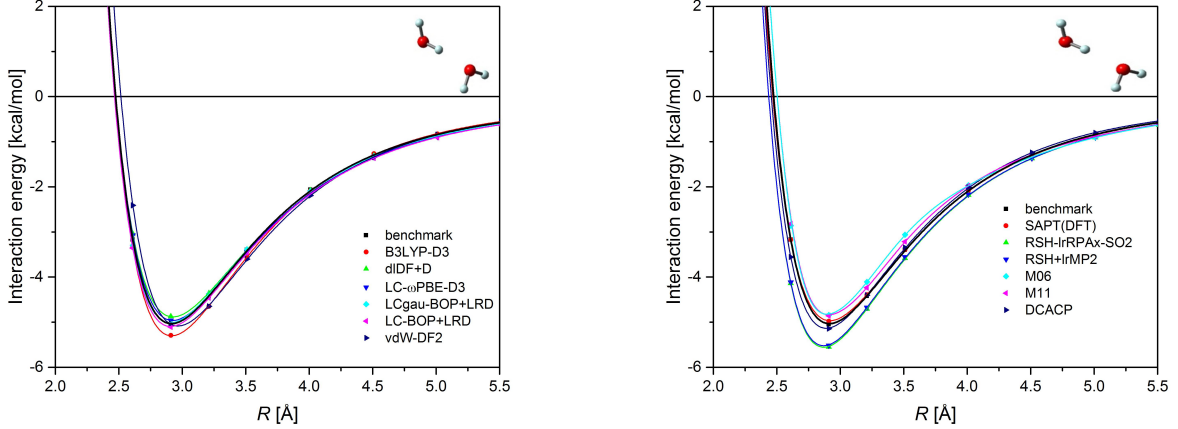 2
0
-2
-4
-6
Interaction energy [kcal/mol]
benchmark
B3LYP-D3
dlDF+D
LC-ωPBE-D3
LCgau-BOP+LRD
LC-BOP+LRD
vdW-DF2
2.0 2.5 3.0 3.5 4.0 4.5 5.0 5.5
R [Å]
2
0
-2
-4
-6
Interaction energy [kcal/mol]
benchmark
SAPT(DFT)
RSH-lrRPAx-SO2
RSH+lrMP2
M06
M11
DCACP
2.0 2.5 3.0 3.5 4.0 4.5 5.0 5.5
R [Å]